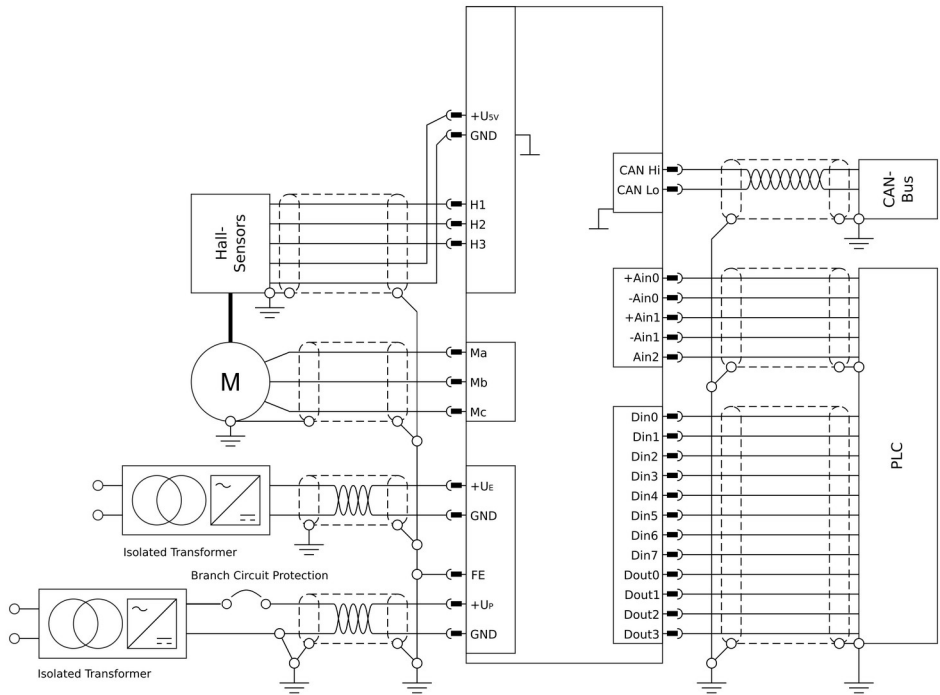 +U5V
GND
CAN Hi
CAN Lo
CAN-
Bus
Hall-
Sensors
H1
H2
H3
+Ain0
-Ain0
+Ain1
-Ain1
Ain2
M
Ma
Mb
Mc
Din0
Din1
Din2
Din3
Din4
Din5
Din6
Din7
Dout0
Dout1
Dout2
Dout3
PLC
+UE
GND
Isolated Transformer
Branch Circuit Protection
FE
+UP
GND
Isolated Transformer